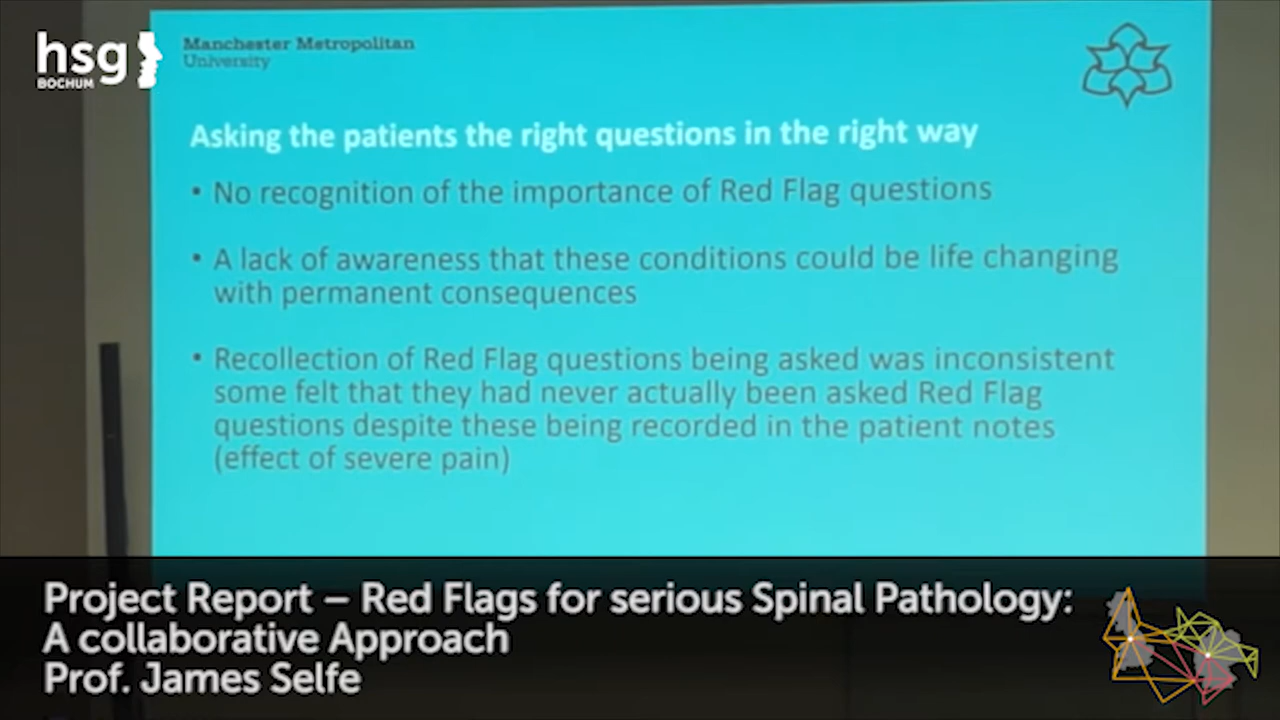 hsg
BOCHUM
Manchester Metropolitan
University
Asking the patients the right questions in the right way
• No recognition of the importance of Red Flag questions
• A lack of awareness that these conditions could be life changing
with permanent consequences
• Recollection of Red Flag questions being asked was inconsistent
some felt that they had never actually been asked Red Flag
questions despite these being recorded in the patient notes
(effect of severe pain)
Project Report – Red Flags for serious Spinal Pathology:
A collaborative Approach
Prof. James Selfe